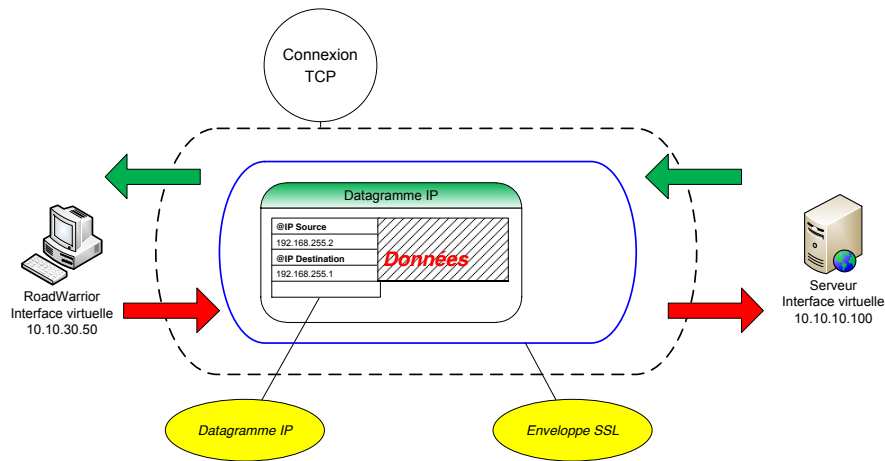 Connexion
TCP
Datagramme IP
@IP Source
192.168.255.2
@IP Destination
192.168.255.1
Données
RoadWarrior
Interface virtuelle
10.10.30.50
Serveur
Interface virtuelle
10.10.10.100
Datagramme IP
Enveloppe SSL